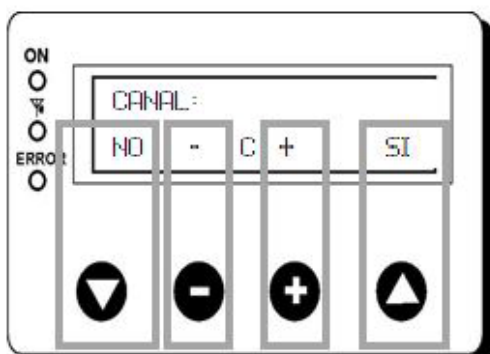 ON
ERROR
CANAL:
NO - C + SI
- +